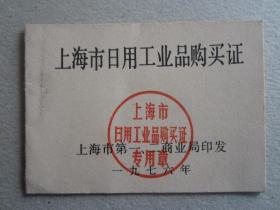 上海市日用工业品购买证
上海市
日用工业品购买证
专用章
上海市第一、 商业局印发
一九七六年